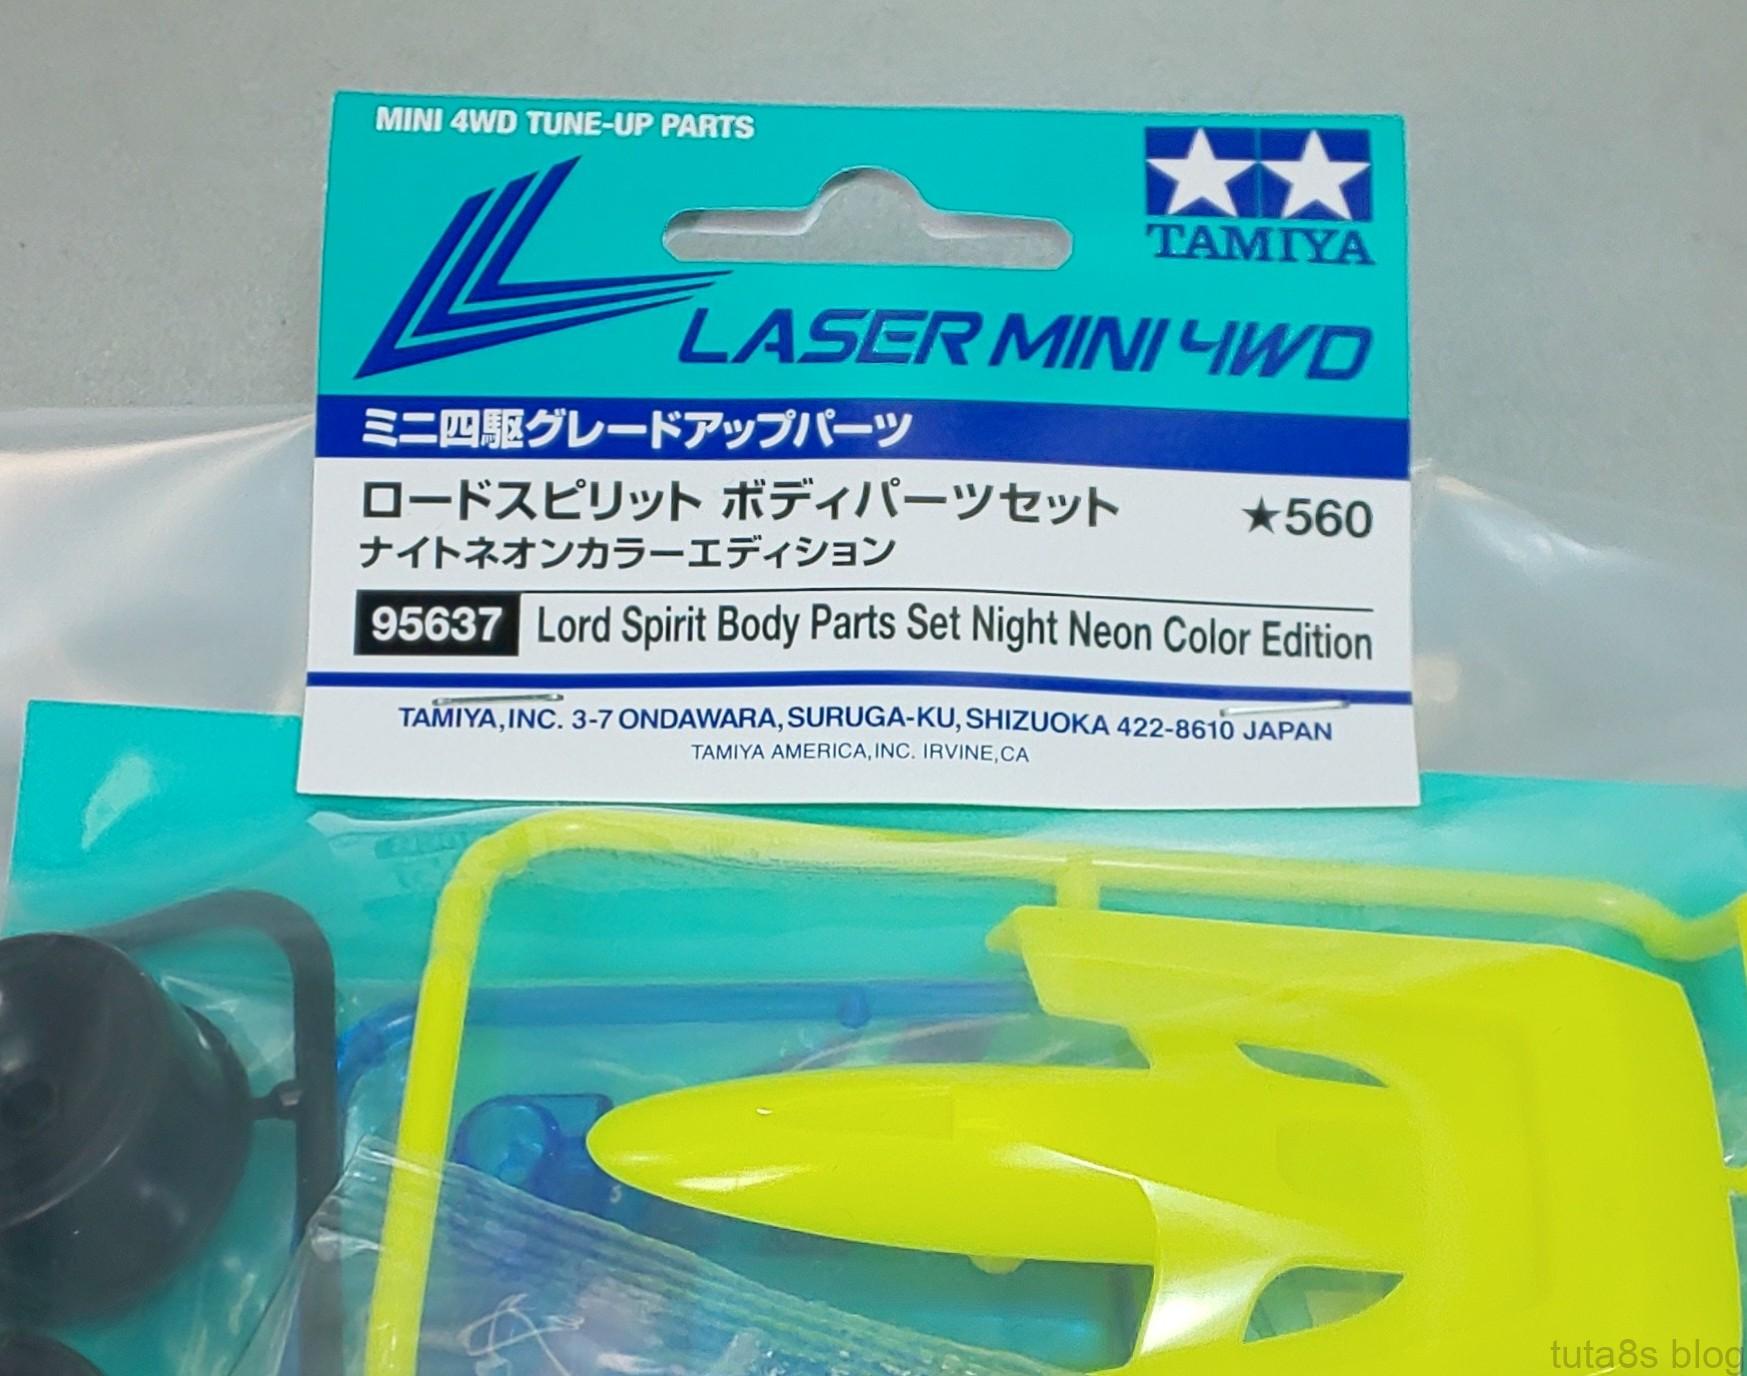 MINI 4WD TUNE-UP PARTS
TAMIYA
LASER MINI 4WD
ミニ四駆グレードアップパーツ
ロードスピリット ボディパーツセット ★560
ナイトネオンカラーエディション
95637 Lord Spirit Body Parts Set Night Neon Color Edition
TAMIYA,INC. 3-7 ONDAWARA, SURUGA-KU, SHIZUOKA 422-8610 JAPAN
TAMIYA AMERICA,INC. IRVINE,CA
tuta8s blog